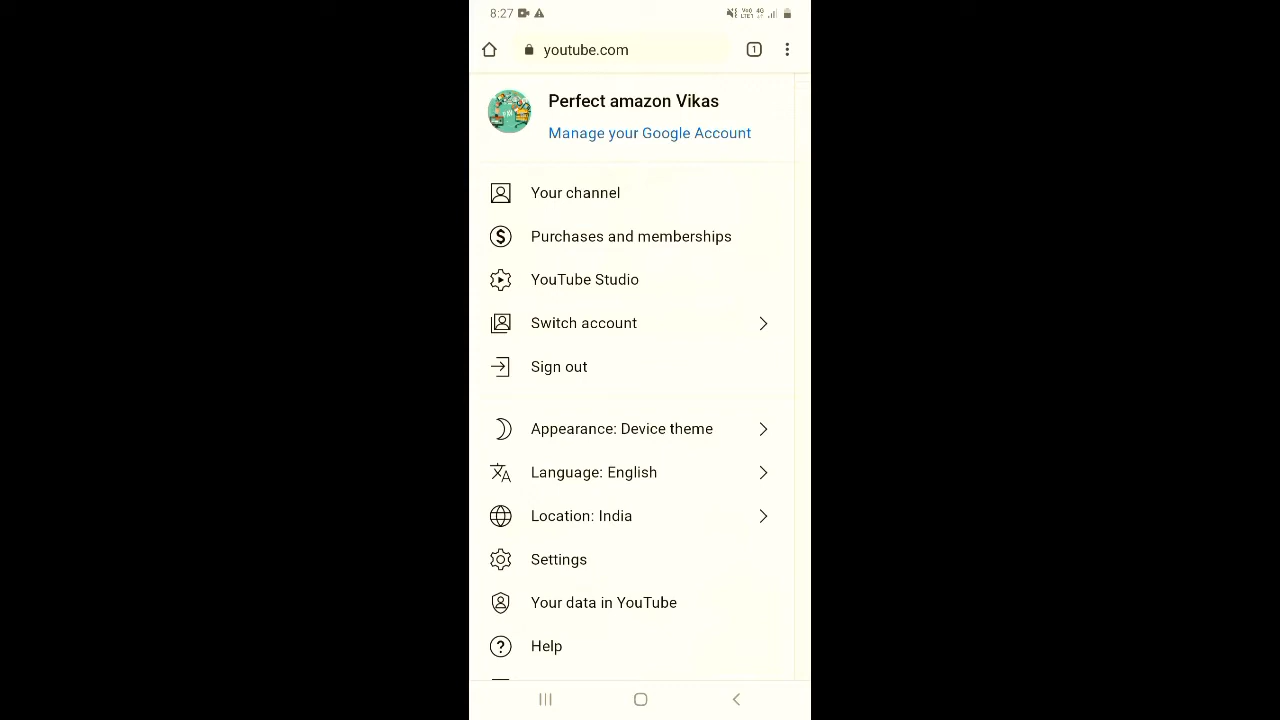 8:27
1
youtube.com
Perfect amazon Vikas
Manage your Google Account
Your channel
Purchases and memberships
YouTube Studio
Switch account
Sign out
Appearance: Device theme
Language: English
Location: India
Settings
Your data in YouTube
Help